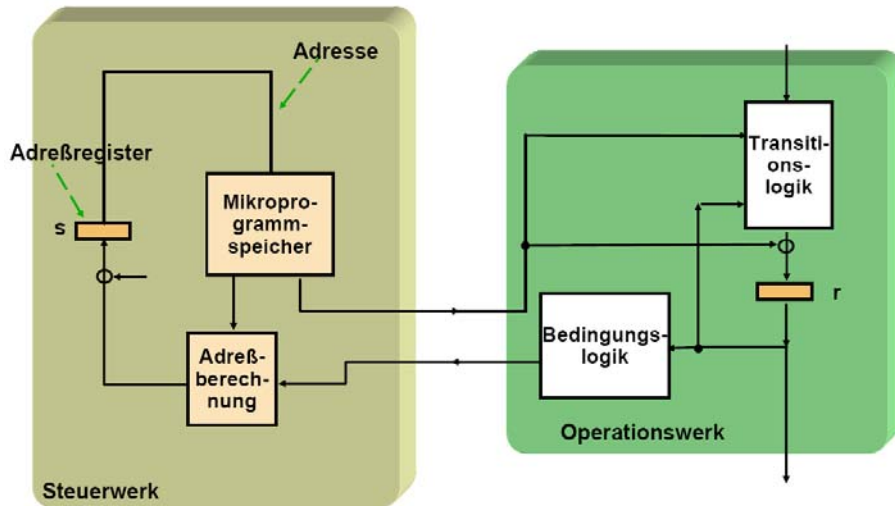 Adresse
Adreßregister
s
Mikropro-
gramm-
speicher
Adreß-
berech-
nung
Steuerwerk
Transiti-
ons-
logik
r
Bedingungs-
logik
Operationswerk